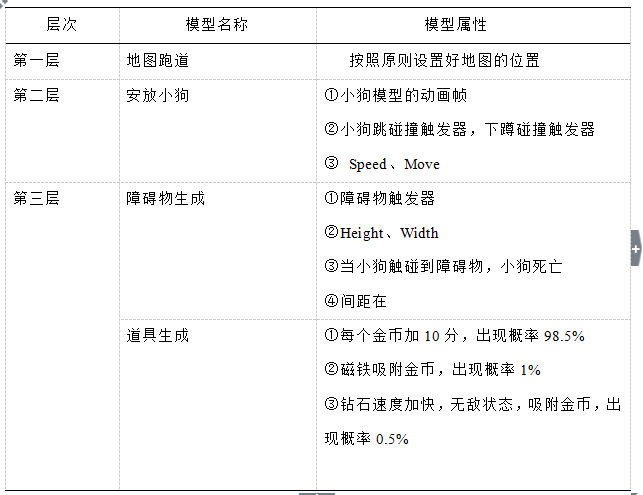 层次 模型名称 模型属性
第一层 地图跑道 按照原则设置好地图的位置
第二层 安放小狗 ①小狗模型的动画帧
②小狗跳碰撞触发器，下蹲碰撞触发器
③ Speed、Move
第三层 障碍物生成 ①障碍物触发器
②Height、Width
③当小狗触碰到障碍物，小狗死亡
④间距在
道具生成 ①每个金币加 10 分，出现概率 98.5%
②磁铁吸附金币，出现概率 1%
③钻石速度加快，无敌状态，吸附金币，出
现概率 0.5%